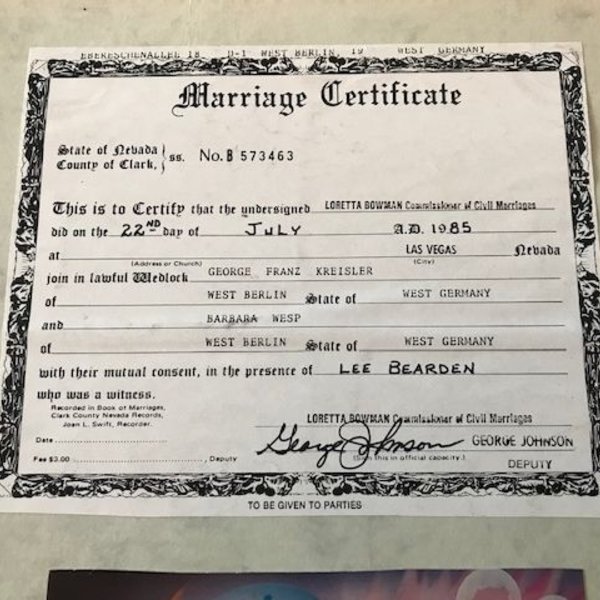 EBERESCHENALLEE 18 D-1 WEST BERLIN, 19 WEST GERMANY
Marriage Certificate
State of Nevada
County of Clark,
} ss. No. B 573463
This is to Certify that the undersigned LORETTA BOWMAN Commissioner of Civil Marriages
did on the 22ND day of JULY A.D. 1985
at LAS VEGAS Nevada
(Address or Church) (City)
join in lawful Wedlock GEORGE FRANZ KREISLER
of WEST BERLIN State of WEST GERMANY
and BARBARA WESP
of WEST BERLIN State of WEST GERMANY
with their mutual consent, in the presence of LEE BEARDEN
who was a witness.
Recorded in Book of Marriages,
Clark County Nevada Records,
Joan L. Swift, Recorder.
Date
Fee $3.00 , Deputy
LORETTA BOWMAN Commissioner of Civil Marriages
George Johnson GEORGE JOHNSON
(Sign this in official capacity.)
DEPUTY
TO BE GIVEN TO PARTIES